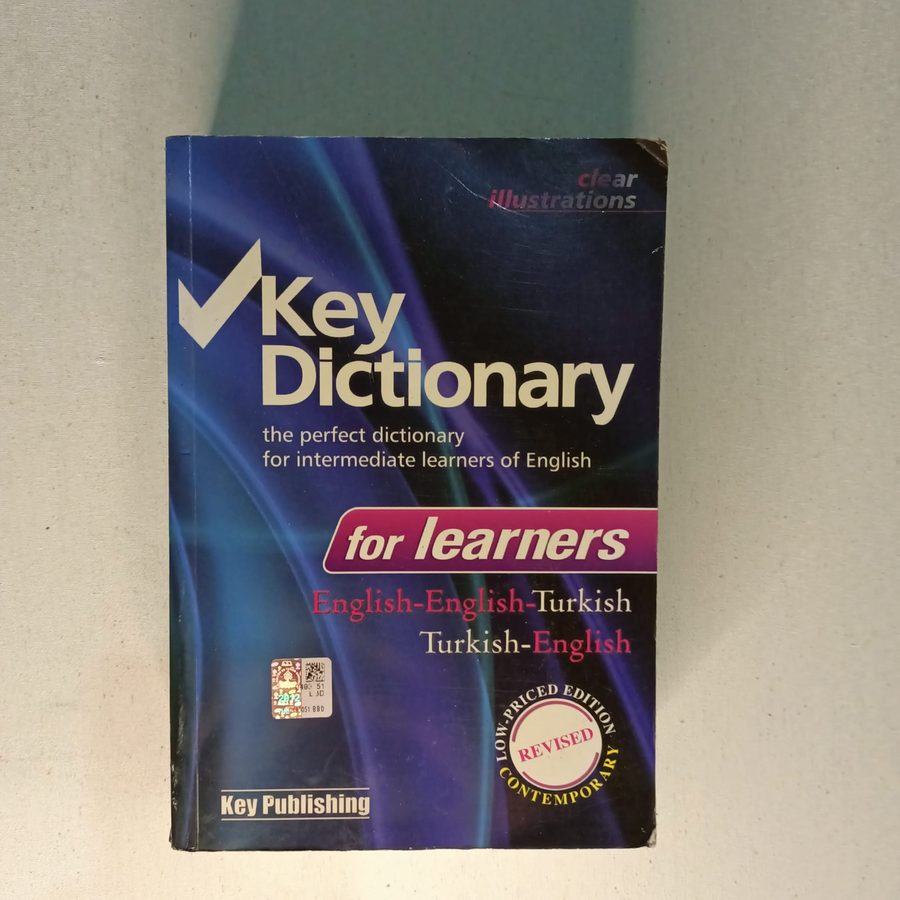 clear
illustrations
Key
Dictionary
the perfect dictionary
for intermediate learners of English
for learners
English-English-Turkish
Turkish-English
LOW-PRICED EDITION
REVISED
CONTEMPORARY
Key Publishing